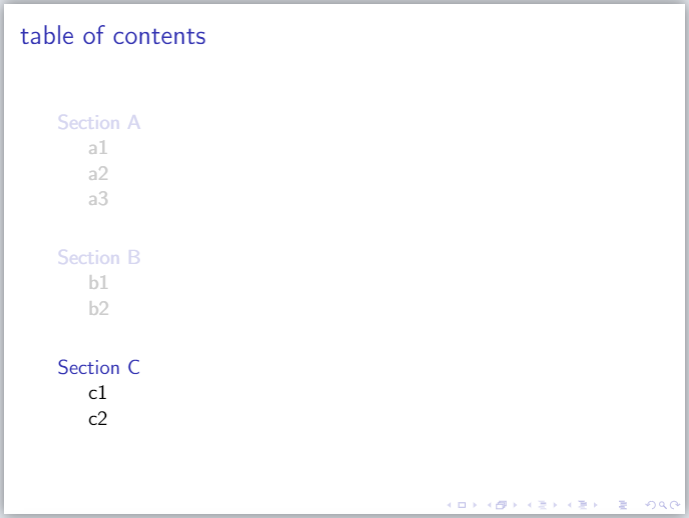 table of contents
Section A
a1
a2
a3
Section B
b1
b2
Section C
c1
c2